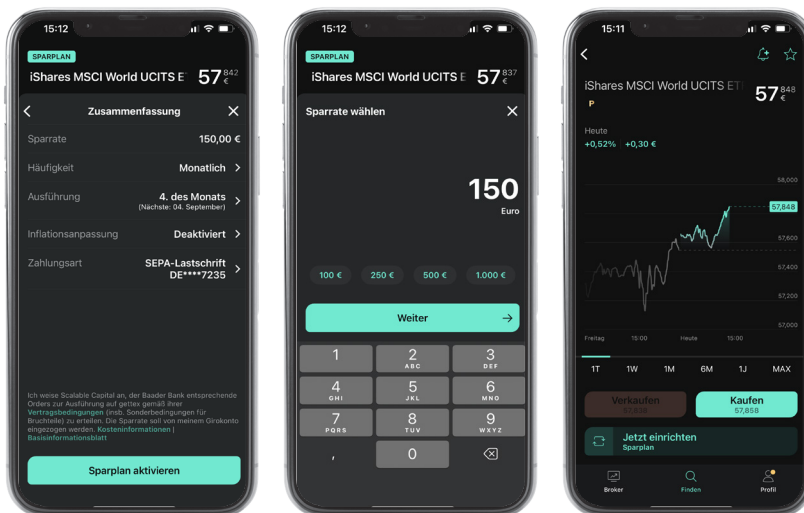 15:12
SPARPLAN
iShares MSCI World UCITS E
57 842 €
Zusammenfassung
Sparrate 150,00 €
Häufigkeit Monatlich
Ausführung 4. des Monats
(Nächste: 04. September)
Inflationsanpassung Deaktiviert
Zahlungsart SEPA-Lastschrift
DE****7235
Ich weise Scalable Capital an, der Baader Bank entsprechende
Orders zur Ausführung auf gettex gemäß ihrer
Vertragsbedingungen (insb. Sonderbedingungen für
Bruchteile) zu erteilen. Die Sparrate soll von meinem Girokonto
eingezogen werden. Kosteninformationen |
Basisinformationsblatt
Sparplan aktivieren
15:12
SPARPLAN
iShares MSCI World UCITS E
57 837 €
Sparrate wählen
150
Euro
100 €
250 €
500 €
1.000 €
Weiter
1
2 ABC
3 DEF
4 GHI
5 JKL
6 MNO
7 PQRS
8 TUV
9 WXYZ
,
0
15:11
iShares MSCI World UCITS ET
57 848 €
P
Heute
+0,52% +0,30 €
58,000
57,848
57,600
57,400
57,200
57,000
Freitag 15:00 Heute 15:00
1T 1W 1M 6M 1J MAX
Verkaufen
Kaufen
57,858
Jetzt einrichten
Sparplan
Broker
Finden
Profil